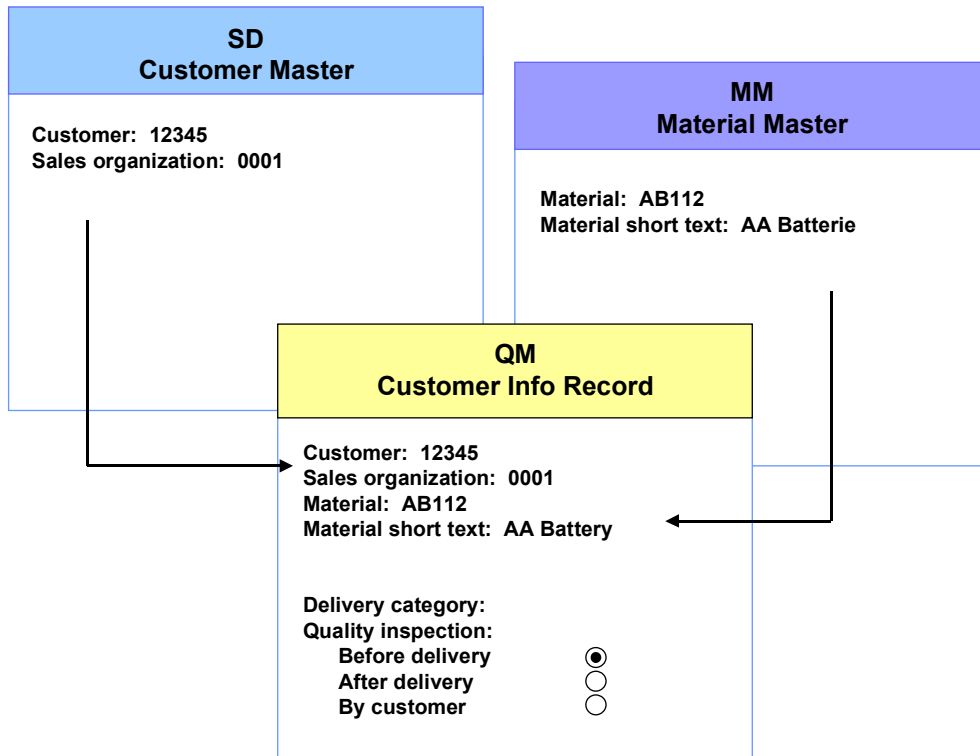 SD
Customer Master
Customer: 12345
Sales organization: 0001
MM
Material Master
Material: AB112
Material short text: AA Batterie
QM
Customer Info Record
Customer: 12345
Sales organization: 0001
Material: AB112
Material short text: AA Battery
Delivery category:
Quality inspection:
Before delivery
After delivery
By customer